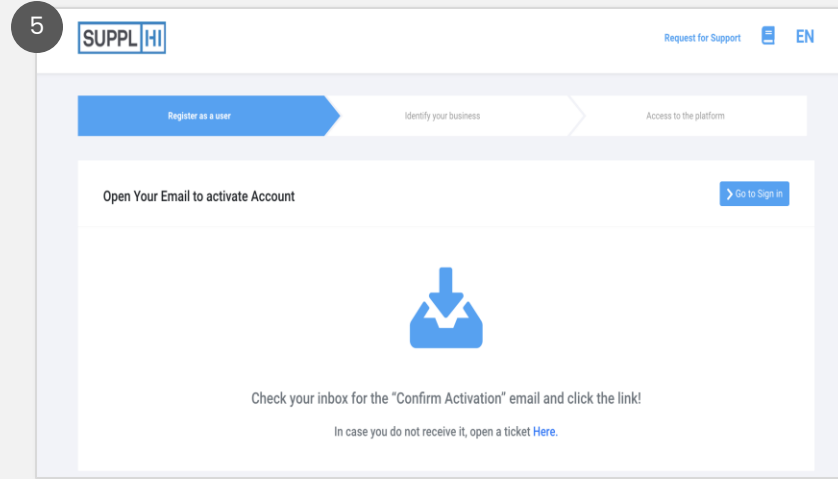 5
SUPPLHI
Request for Support
EN
Register as a user
Identify your business
Access to the platform
Open Your Email to activate Account
Go to Sign in
Check your inbox for the “Confirm Activation” email and click the link!
In case you do not receive it, open a ticket Here.